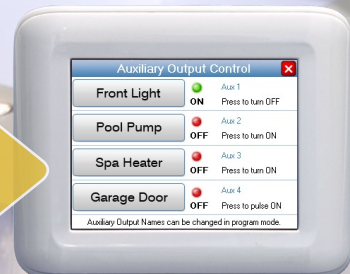 Auxiliary Output Control
Front Light
ON
Aux 1
Press to turn OFF
Pool Pump
OFF
Aux 2
Press to turn ON
Spa Heater
OFF
Aux 3
Press to turn ON
Garage Door
OFF
Aux 4
Press to pulse ON
Auxiliary Output Names can be changed in program mode.